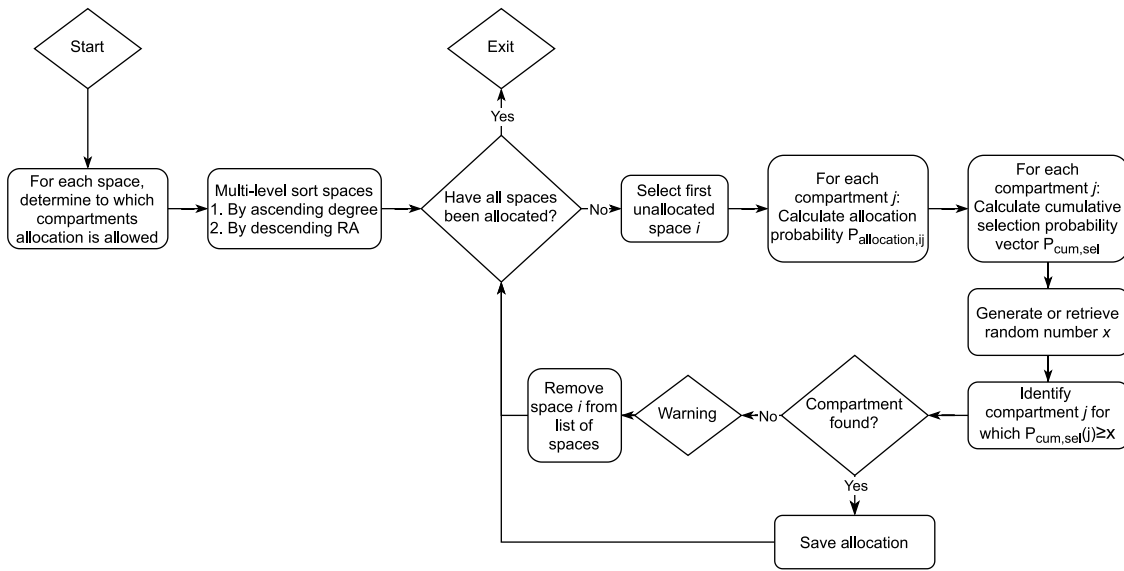 Start
For each space,
determine to which
compartments
allocation is allowed
Multi-level sort spaces
1. By ascending degree
2. By descending RA
Exit
Yes
Have all spaces
been allocated?
No
Select first
unallocated
space i
For each
compartment j:
Calculate allocation
probability Pallocation,ij
For each
compartment j:
Calculate cumulative
selection probability
vector Pcum,sel
Generate or retrieve
random number x
Identify
compartment j for
which Pcum,sel(j)≥x
Compartment
found?
No
Warning
Remove
space i from
list of
spaces
Yes
Save allocation